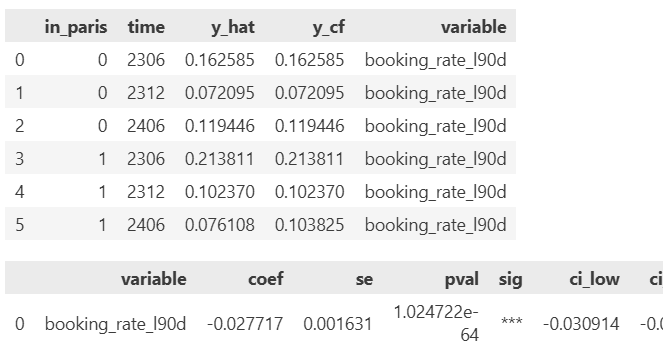 in_paris time y_hat y_cf variable
0 0 2306 0.162585 0.162585 booking_rate_l90d
1 0 2312 0.072095 0.072095 booking_rate_l90d
2 0 2406 0.119446 0.119446 booking_rate_l90d
3 1 2306 0.213811 0.213811 booking_rate_l90d
4 1 2312 0.102370 0.102370 booking_rate_l90d
5 1 2406 0.076108 0.103825 booking_rate_l90d
variable coef se pval sig ci_low ci
0 booking_rate_l90d -0.027717 0.001631 1.024722e- *** -0.030914 -0.0
64